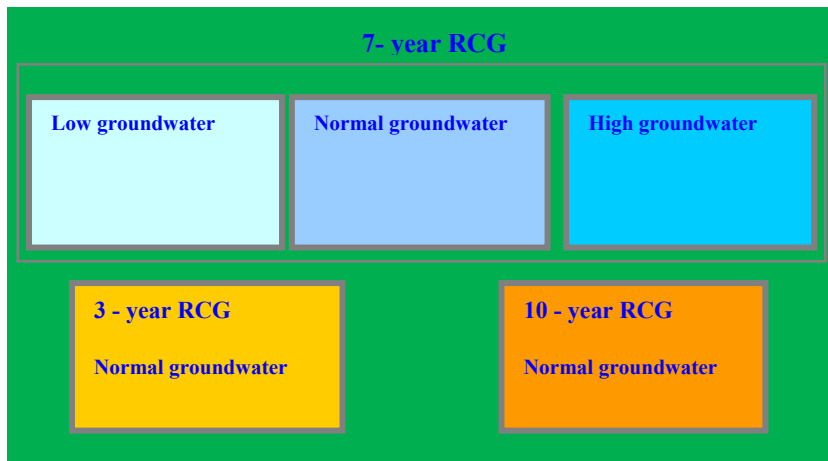 7- year RCG
Low groundwater
Normal groundwater
High groundwater
3 - year RCG
Normal groundwater
10 - year RCG
Normal groundwater